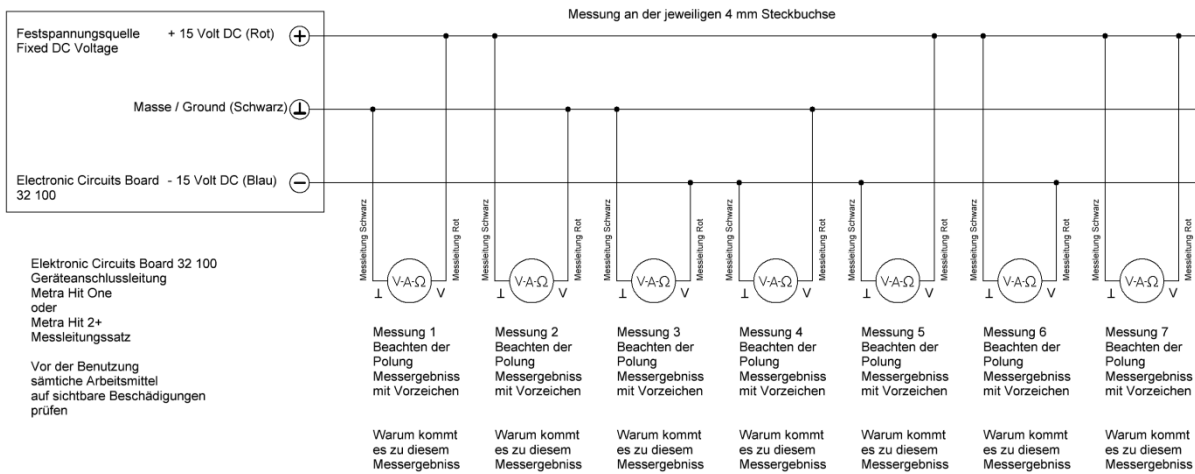 Messung an der jeweiligen 4 mm Steckbuchse
Festspannungsquelle + 15 Volt DC (Rot)
Fixed DC Voltage
Masse / Ground (Schwarz)
Electronic Circuits Board - 15 Volt DC (Blau)
32 100
Messleitung Schwarz
Messleitung Rot
Messleitung Schwarz
Messleitung Rot
Messleitung Schwarz
Messleitung Rot
Messleitung Schwarz
Messleitung Rot
Messleitung Schwarz
Messleitung Rot
Messleitung Schwarz
Messleitung Rot
Messleitung Schwarz
Messleitung Rot
V-A-Ω V
V-A-Ω V
V-A-Ω V
V-A-Ω V
V-A-Ω V
V-A-Ω V
V-A-Ω V
Elektronic Circuits Board 32 100
Geräteanschlussleitung
Metra Hit One
oder
Metra Hit 2+
Messleitungssatz
Vor der Benutzung
sämtliche Arbeitsmittel
auf sichtbare Beschädigungen
prüfen
Messung 1
Beachten der
Polung
Messergebniss
mit Vorzeichen
Warum kommt
es zu diesem
Messergebniss
Messung 2
Beachten der
Polung
Messergebniss
mit Vorzeichen
Warum kommt
es zu diesem
Messergebniss
Messung 3
Beachten der
Polung
Messergebniss
mit Vorzeichen
Warum kommt
es zu diesem
Messergebniss
Messung 4
Beachten der
Polung
Messergebniss
mit Vorzeichen
Warum kommt
es zu diesem
Messergebniss
Messung 5
Beachten der
Polung
Messergebniss
mit Vorzeichen
Warum kommt
es zu diesem
Messergebniss
Messung 6
Beachten der
Polung
Messergebniss
mit Vorzeichen
Warum kommt
es zu diesem
Messergebniss
Messung 7
Beachten der
Polung
Messergebniss
mit Vorzeichen
Warum kommt
es zu diesem
Messergebniss